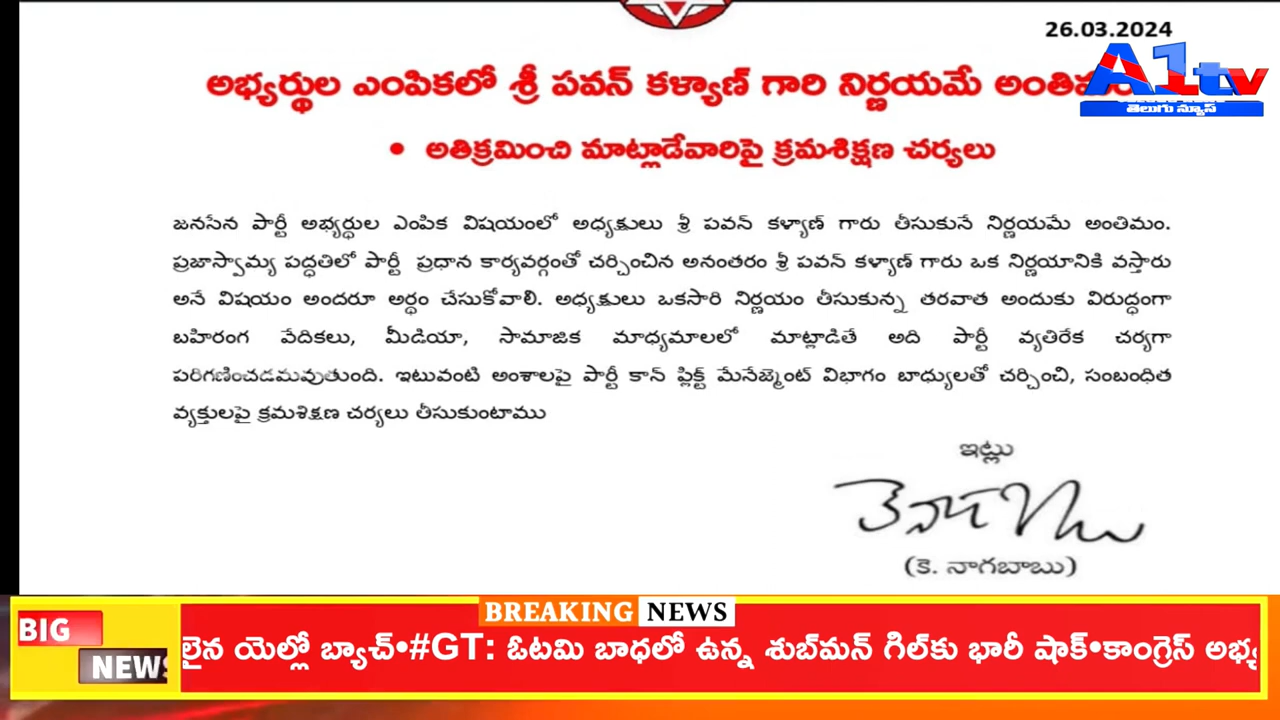 26.03.2024
అభ్యర్థుల ఎంపికలో శ్రీ పవన్ కళ్యాణ్ గారి నిర్ణయమే
A1tv
తెలుగు న్యూస్
• అతిక్రమించి మాట్లాడేవారిపై క్రమశిక్షణ చర్యలు
జనసేన పార్టీ అభ్యర్ధుల ఎంపిక విషయంలో అధ్యక్షులు శ్రీ పవన్ కళ్యాణ్ గారు తీసుకునే నిర్ణయమే అంతిమం.
ప్రజాస్వామ్య పద్ధతిలో పార్టీ ప్రధాన కార్యవర్గంతో చర్చించిన అనంతరం శ్రీ పవన్ కళ్యాణ్ గారు ఒక నిర్ణయానికి వస్తారు
అనే విషయం అందరూ అర్ధం చేసుకోవాలి. అధ్యక్షులు ఒకసారి నిర్ణయం తీసుకున్న తరవాత అందుకు విరుద్ధంగా
బహిరంగ వేదికలు, మీడియా, సామాజిక మాధ్యమాలలో మాట్లాడితే అది పార్టీ వ్యతిరేక చర్యగా
పరిగణించడమవుతుంది. ఇటువంటి అంశాలపై పార్టీ కాన్ ఫ్లిక్ట్ మేనేజ్మెంట్ విభాగం బాధ్యులతో చర్చించి, సంబంధిత
వ్యక్తులపై క్రమశిక్షణ చర్యలు తీసుకుంటాము
ఇట్లు
(కె. నాగబాబు)
BREAKING NEWS
BIG NEWS
లైన యెల్లో బ్యాచ్•#GT: ఓటమి బాధలో ఉన్న శుబ్‌మన్ గిల్‌కు భారీ షాక్•కాంగ్రెస్